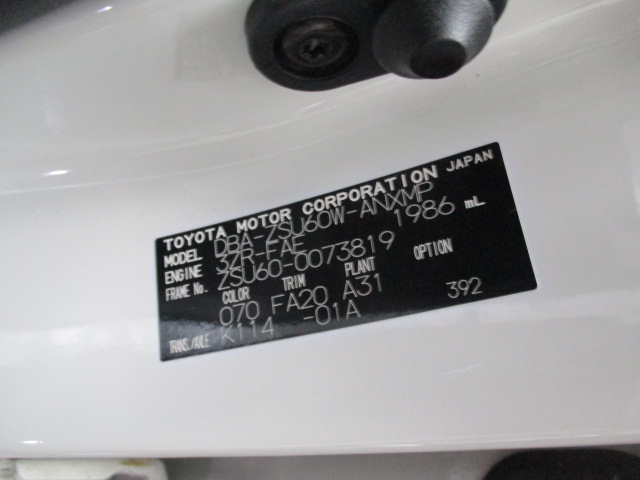 TOYOTA MOTOR CORPORATION JAPAN
MODEL DBA-ZSU60W-ANXMP
ENGINE 3ZR-FAE 1986 mL
FRAME No. ZSU60-0073819
COLOR TRIM PLANT OPTION
070 FA20 A31 392
TRANS./AXLE K114 -01A